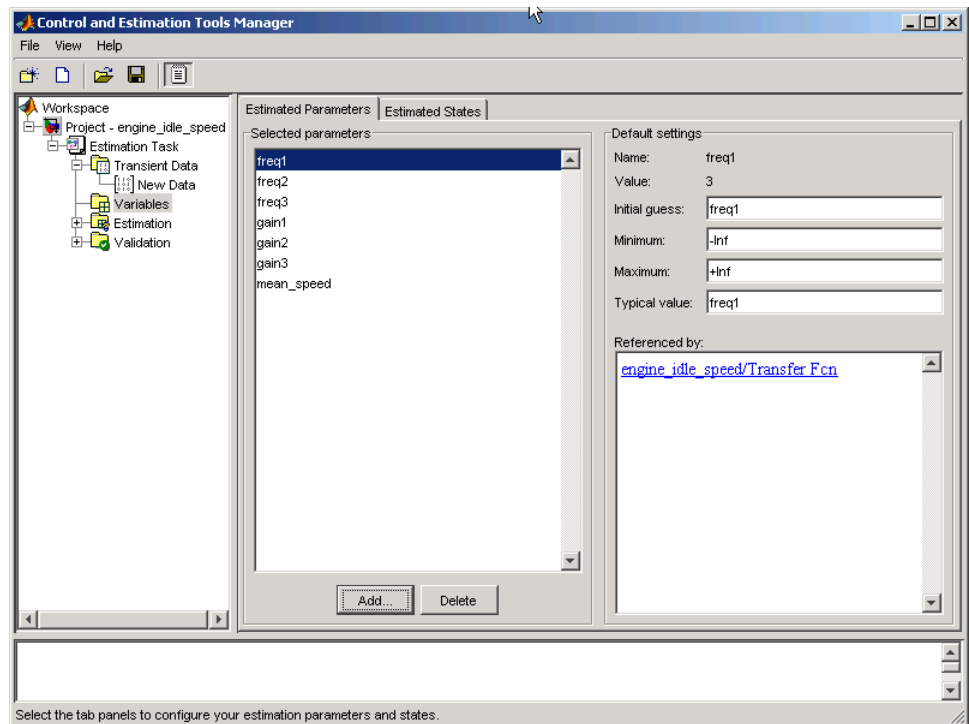 Control and Estimation Tools Manager
File View Help
Workspace
Project - engine_idle_speed
Estimation Task
Transient Data
New Data
Variables
Estimation
Validation
Estimated Parameters
Estimated States
Selected parameters
freq1
freq2
freq3
gain1
gain2
gain3
mean_speed
Add...
Delete
Default settings
Name: freq1
Value: 3
Initial guess: freq1
Minimum: -Inf
Maximum: +Inf
Typical value: freq1
Referenced by:
engine_idle_speed/Transfer Fcn
Select the tab panels to configure your estimation parameters and states.